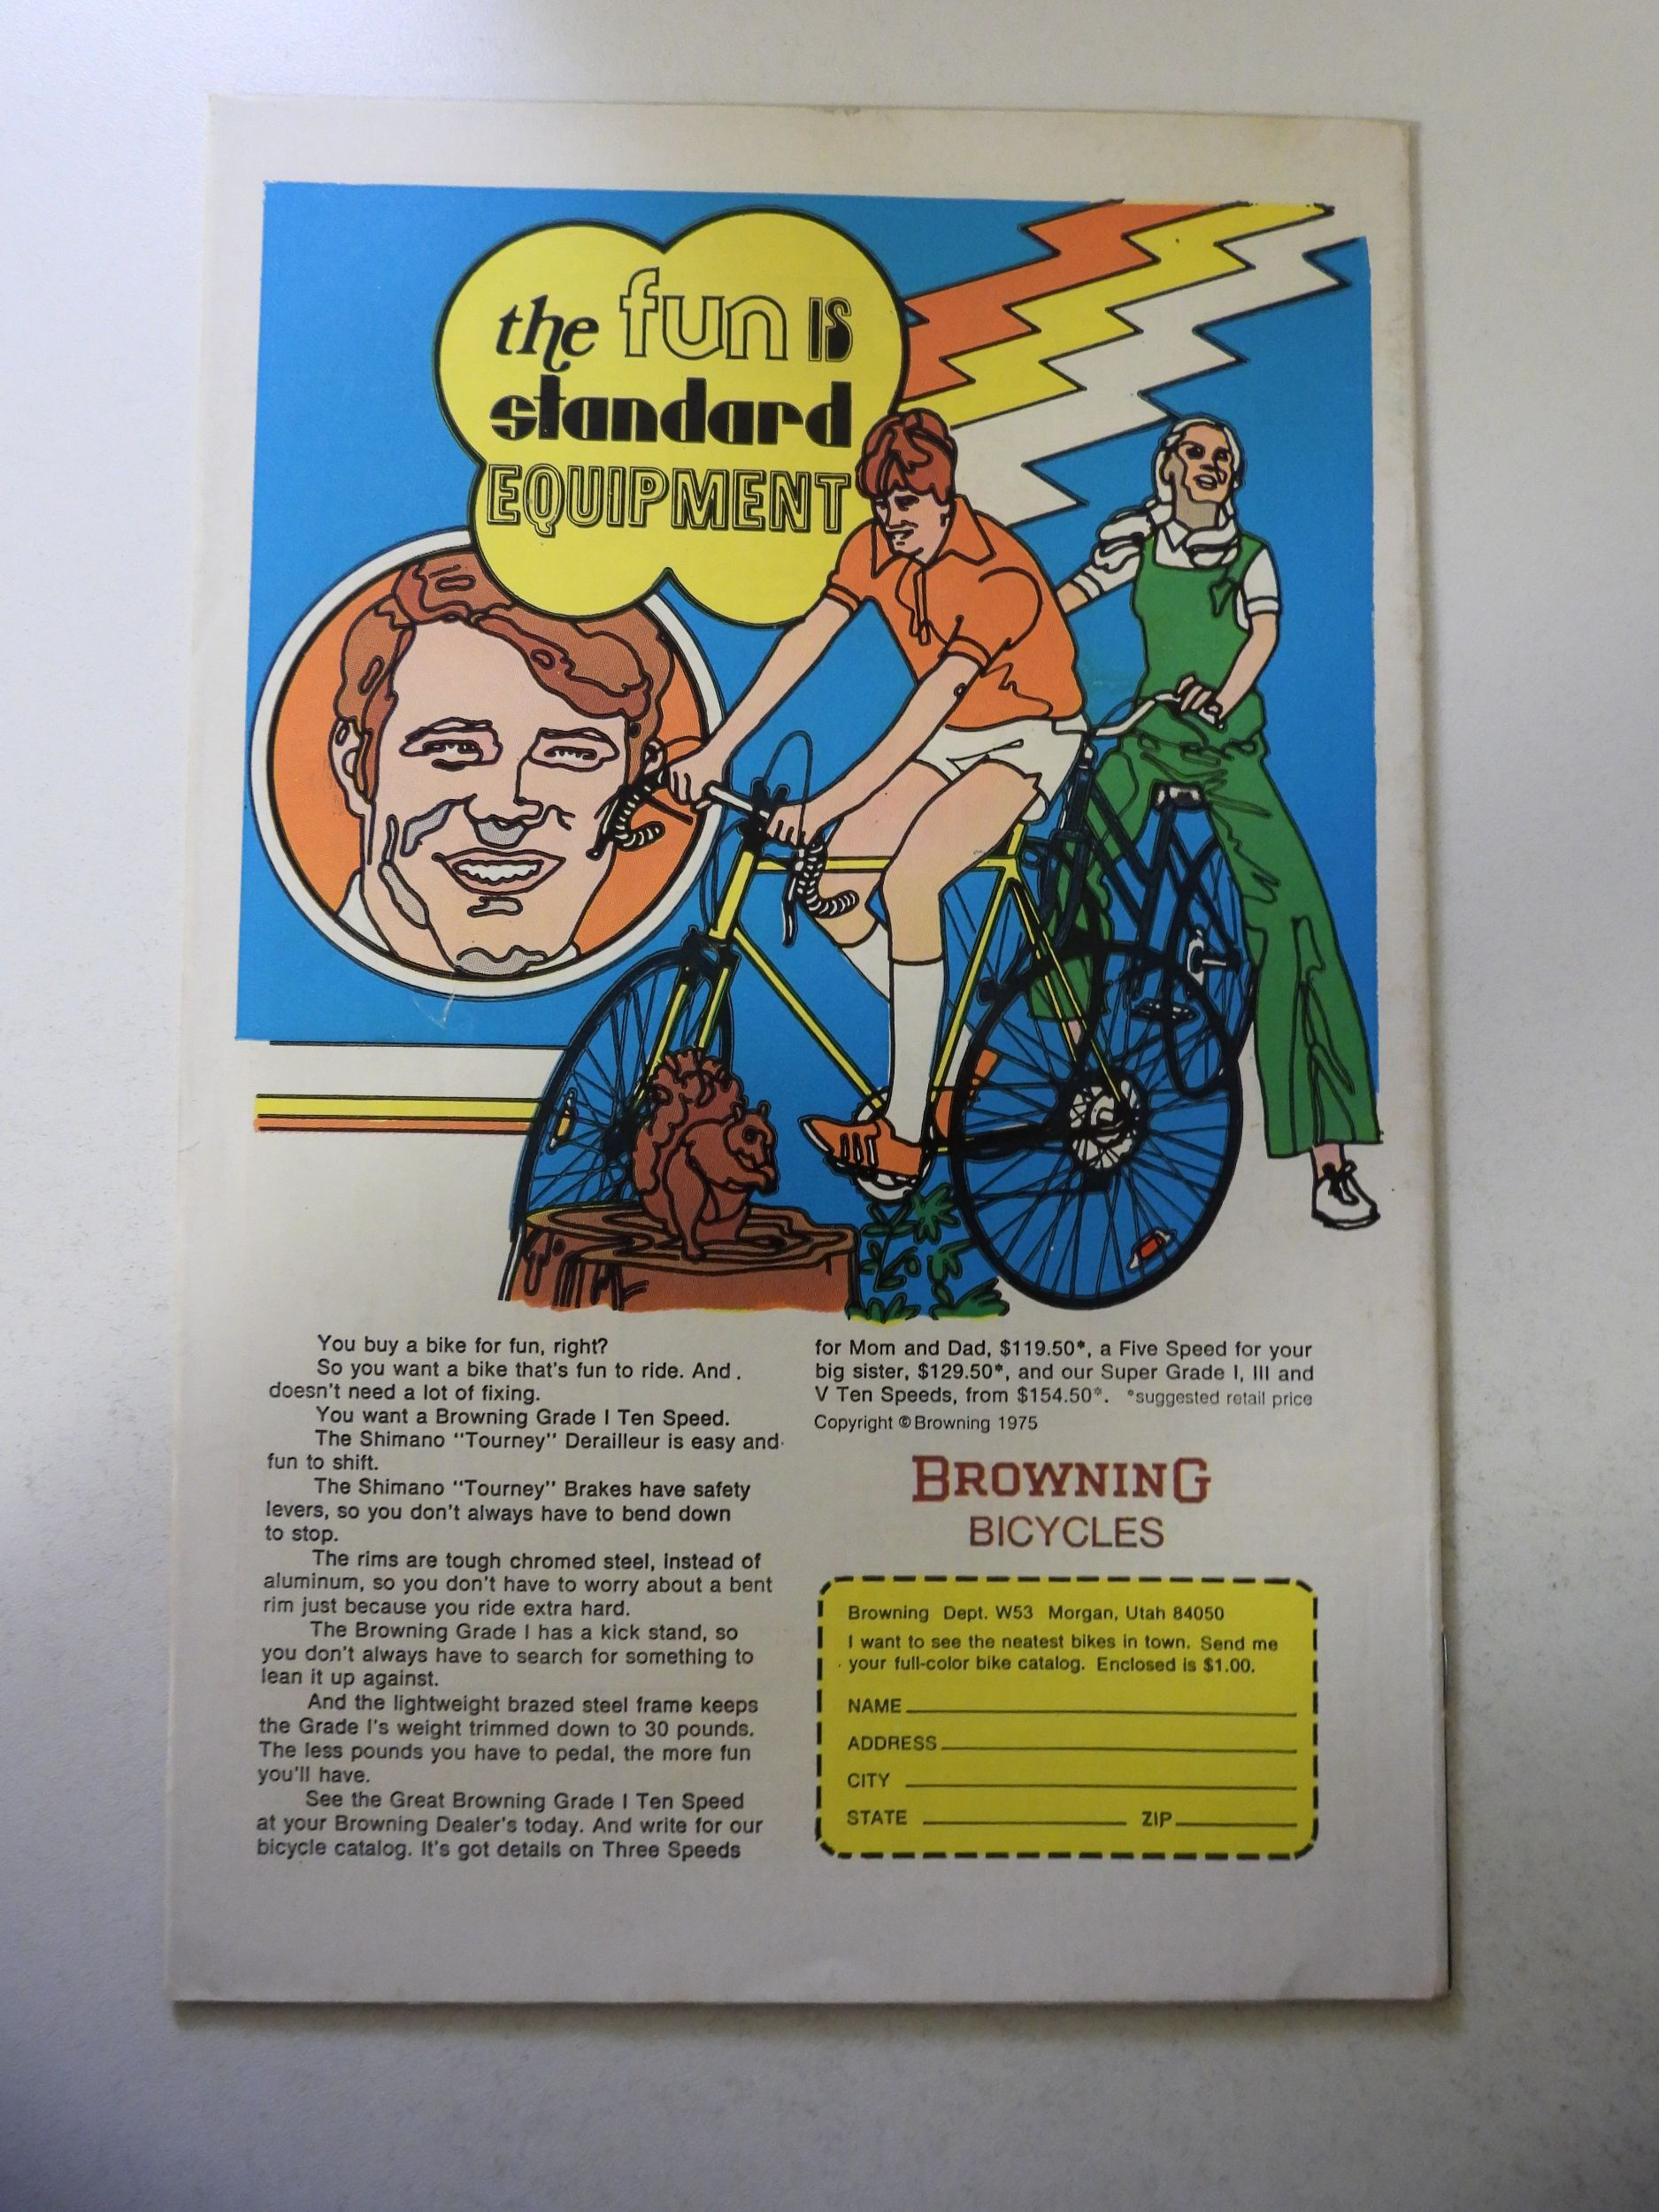 the fun IS
standard
EQUIPMENT
You buy a bike for fun, right?
So you want a bike that's fun to ride. And
doesn't need a lot of fixing.
You want a Browning Grade I Ten Speed.
The Shimano "Tourney" Derailleur is easy and
fun to shift.
The Shimano "Tourney" Brakes have safety
levers, so you don't always have to bend down
to stop.
The rims are tough chromed steel, instead of
aluminum, so you don't have to worry about a bent
rim just because you ride extra hard.
The Browning Grade I has a kick stand, so
you don't always have to search for something to
lean it up against.
And the lightweight brazed steel frame keeps
the Grade I's weight trimmed down to 30 pounds.
The less pounds you have to pedal, the more fun
you'll have.
See the Great Browning Grade I Ten Speed
at your Browning Dealer's today. And write for our
bicycle catalog. It's got details on Three Speeds
for Mom and Dad, $119.50*, a Five Speed for your
big sister, $129.50*, and our Super Grade I, III and
V Ten Speeds, from $154.50*. *suggested retail price
Copyright © Browning 1975
BROWNING
BICYCLES
Browning Dept. W53 Morgan, Utah 84050
I want to see the neatest bikes in town. Send me
your full-color bike catalog. Enclosed is $1.00.
NAME
ADDRESS
CITY
STATE ZIP